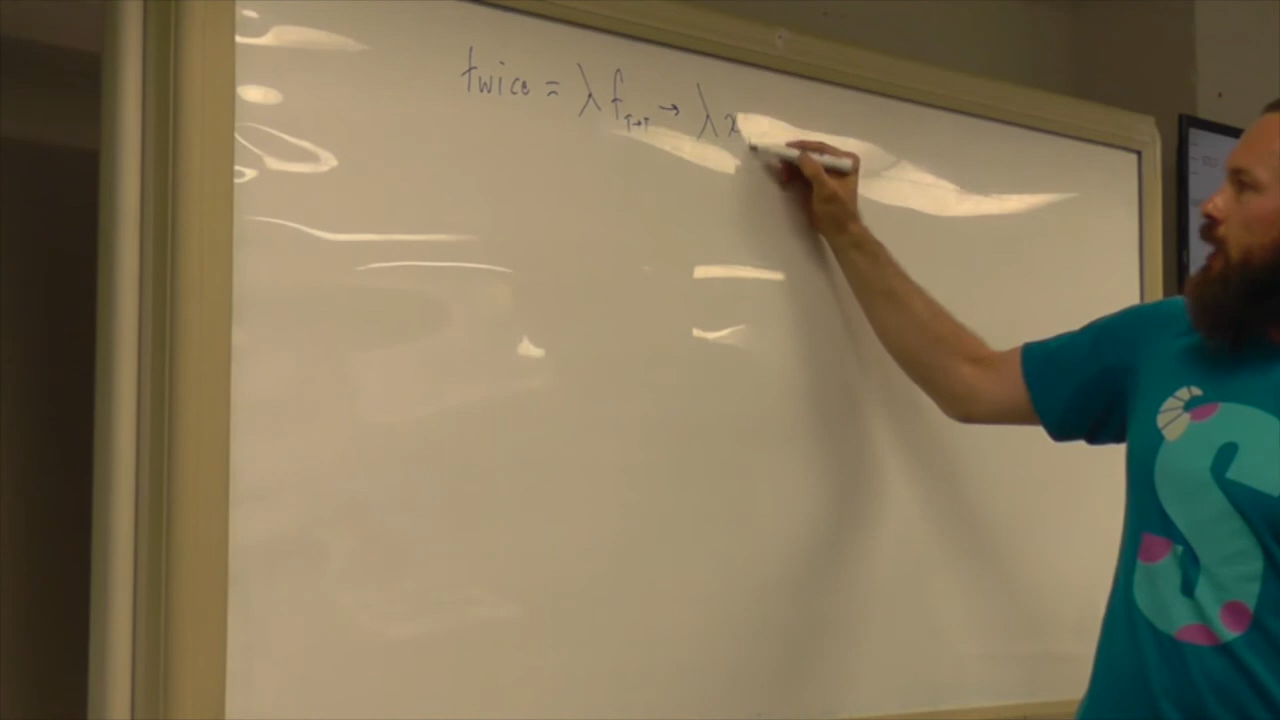 twice = λ f T→T → λ x